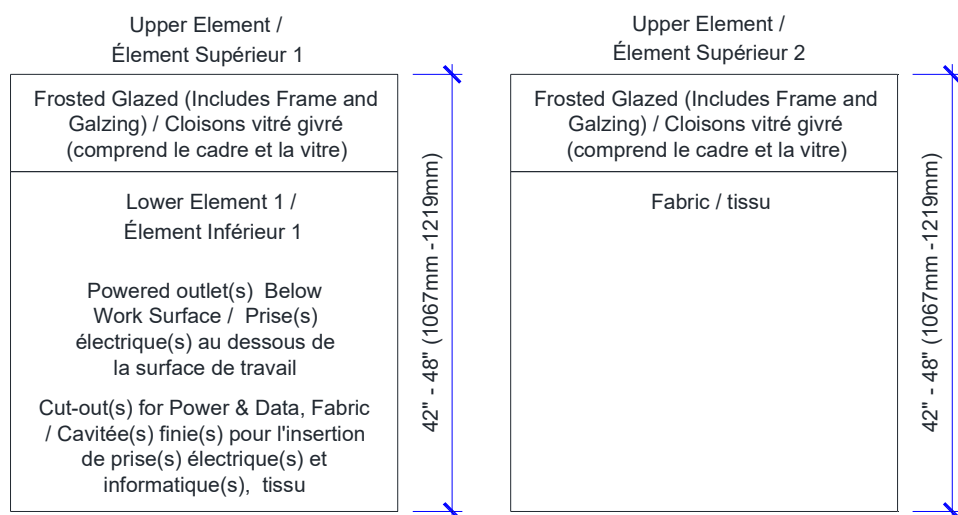 Upper Element /
Élement Supérieur 1
Frosted Glazed (Includes Frame and
Galzing) / Cloisons vitré givré
(comprend le cadre et la vitre)
Lower Element 1 /
Élement Inférieur 1
Powered outlet(s) Below
Work Surface / Prise(s)
électrique(s) au dessous de
la surface de travail
Cut-out(s) for Power & Data, Fabric
/ Cavitée(s) finie(s) pour l'insertion
de prise(s) électrique(s) et
informatique(s), tissu
42" - 48" (1067mm -1219mm)
Upper Element /
Élement Supérieur 2
Frosted Glazed (Includes Frame and
Galzing) / Cloisons vitré givré
(comprend le cadre et la vitre)
Fabric / tissu
42" - 48" (1067mm -1219mm)